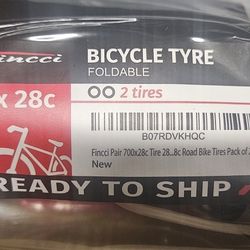 Fincci
BICYCLE TYRE
FOLDABLE
x 28c
2 tires
B07RDVKHQC
Fincci Pair 700x28c Tire 28...8c Road Bike Tires Pack of
New
READY TO SHIP